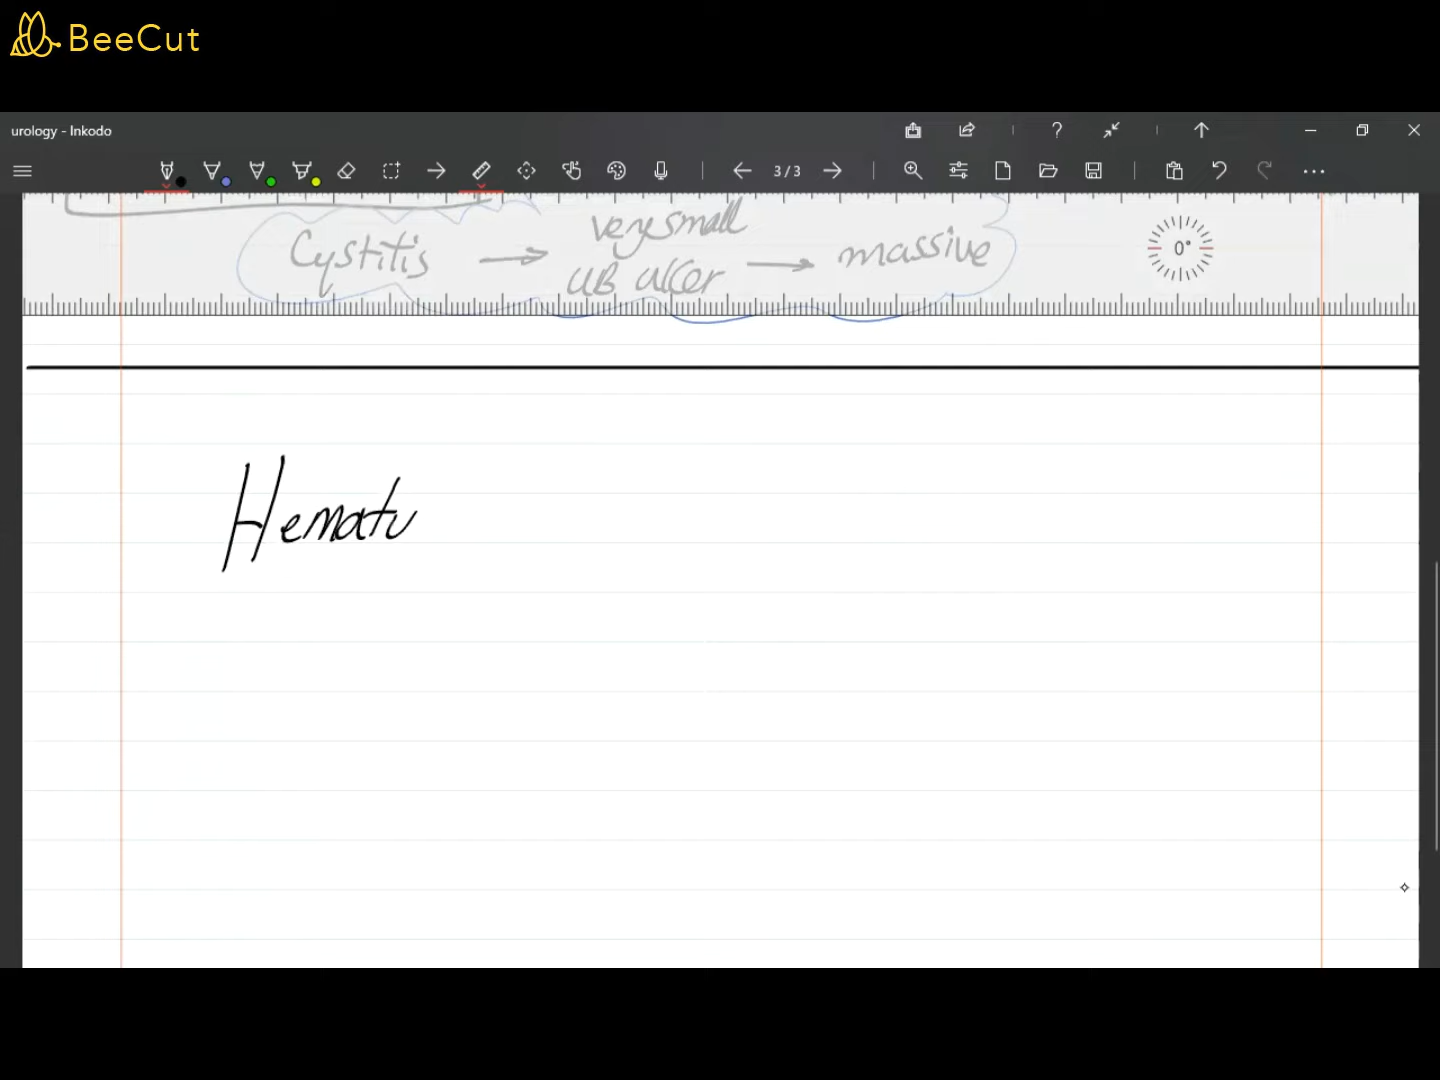 BeeCut
urology - Inkodo
3/3
very small
Cystitis → UB ulcer → massive
0°
Hematu